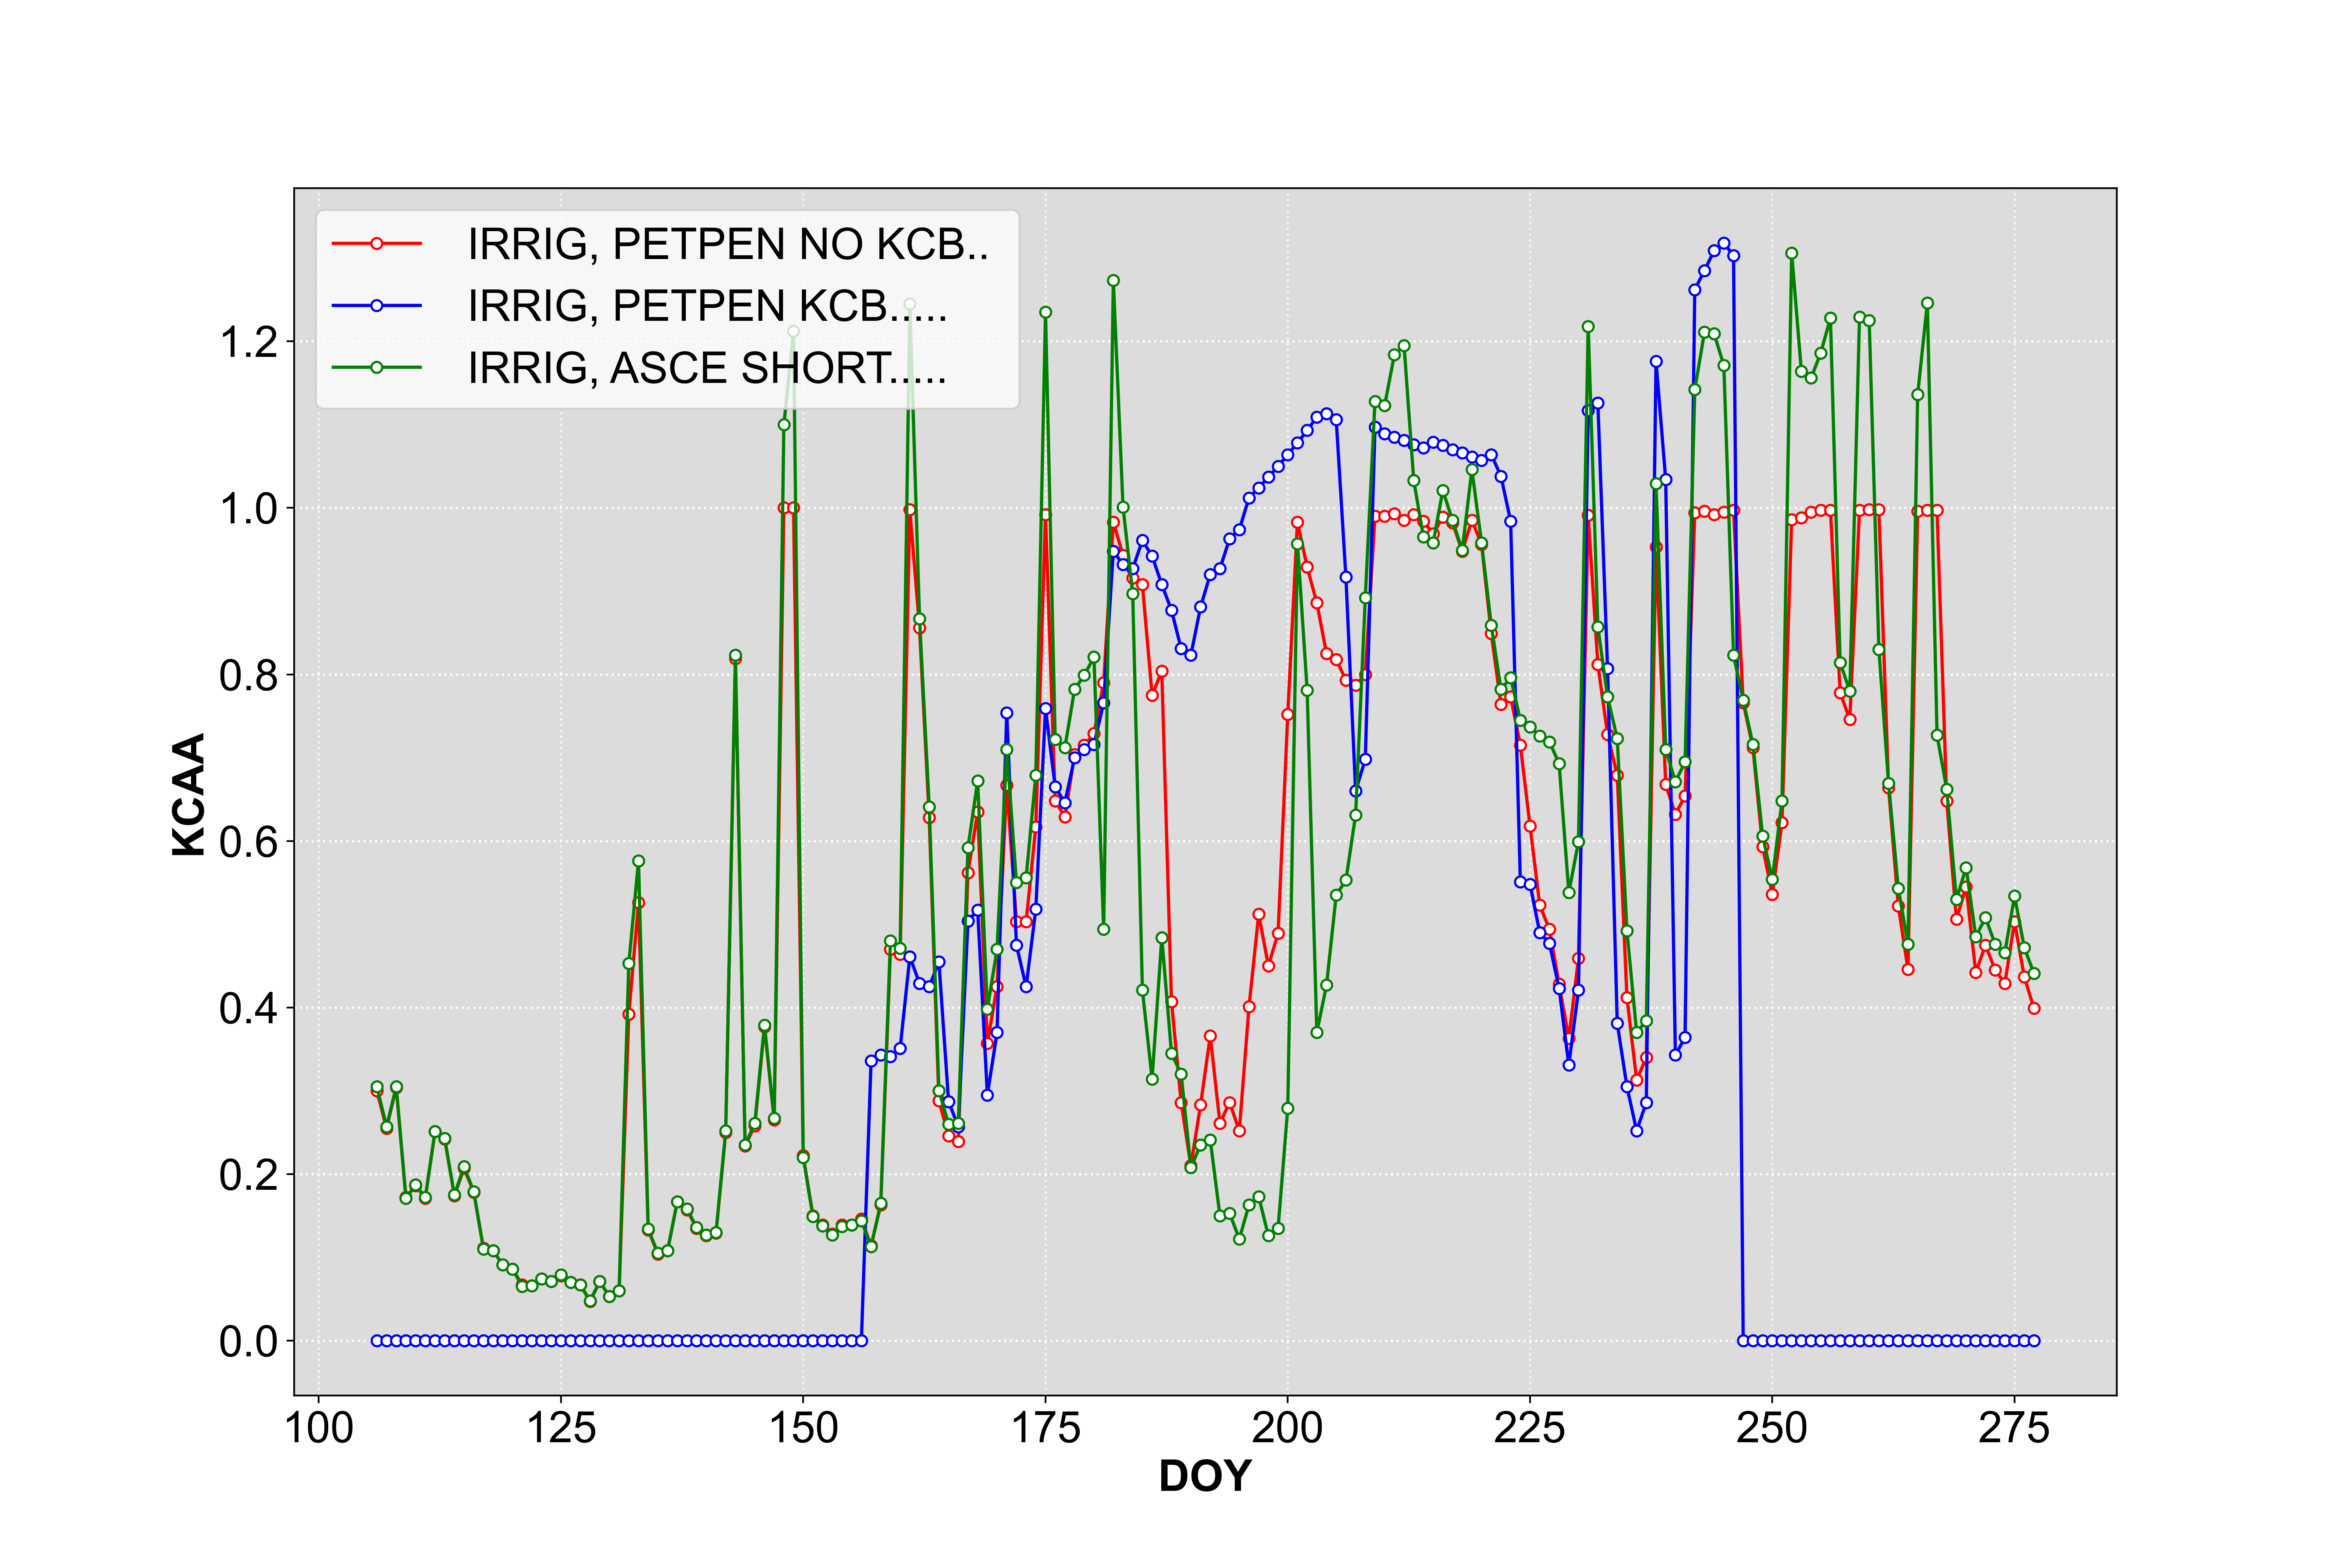 IRRIG, PETPEN NO KCB..
IRRIG, PETPEN KCB.....
IRRIG, ASCE SHORT.....
1.2
1.0
0.8
0.6
0.4
0.2
0.0
KCAA
100 125 150 175 200 225 250 275
DOY